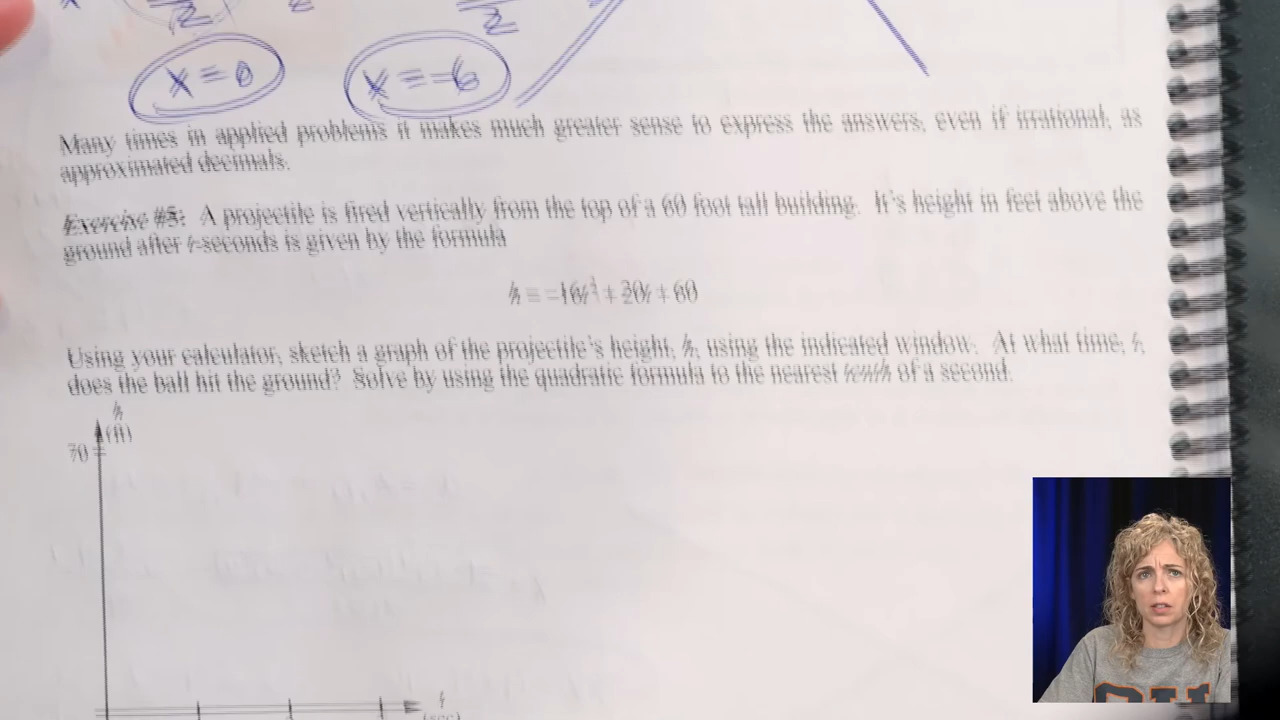 x = 0 x = -6
Many times in applied problems it makes much greater sense to express the answers, even if irrational, as
approximated decimals.
Exercise #5: A projectile is fired vertically from the top of a 60 foot tall building. It's height in feet above the
ground after t-seconds is given by the formula
h = -16t² + 20t + 60
Using your calculator, sketch a graph of the projectile's height, h, using the indicated window. At what time, t,
does the ball hit the ground? Solve by using the quadratic formula to the nearest tenth of a second.
h
(ft)
70
t
(sec)